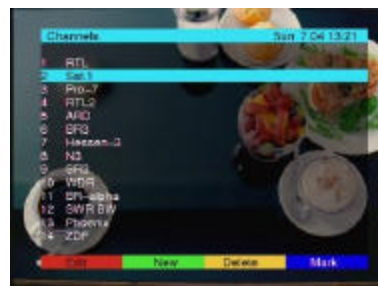 Channels Sun 7.04 13:21
1 RTL
2 Sat.1
3 Pro-7
4 RTL2
5 ARD
6 BR3
7 Hessen-3
8 N3
9 SR3
10 WDR
11 BR-alpha
12 SWR BW
13 Phoenix
14 ZDF
Edit New Delete Mark